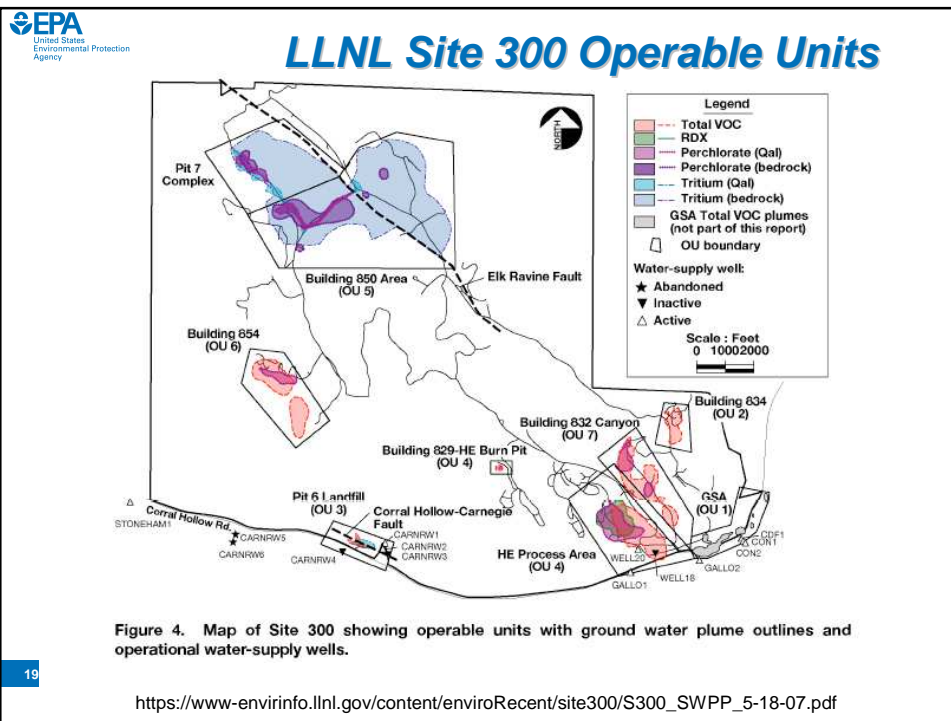 EPA
United States
Environmental Protection
Agency
LLNL Site 300 Operable Units
NORTH
Legend
Total VOC
RDX
Perchlorate (Qal)
Perchlorate (bedrock)
Tritium (Qal)
Tritium (bedrock)
GSA Total VOC plumes
(not part of this report)
OU boundary
Water-supply well:
Abandoned
Inactive
Active
Scale : Feet
0 10002000
Pit 7
Complex
Building 850 Area
(OU 5)
Elk Ravine Fault
Building 854
(OU 6)
Building 834
(OU 2)
Building 832 Canyon
(OU 7)
Building 829-HE Burn Pit
(OU 4)
Pit 6 Landfill
(OU 3)
Corral Hollow-Carnegie
Fault
GSA
(OU 1)
HE Process Area
(OU 4)
Corral Hollow Rd.
STONEHAM1
CARNRW5
CARNRW6
CARNRW1
CARNRW2
CARNRW3
CARNRW4
WELL20
WELL18
GALLO1
GALLO2
CDF1
CON1
CON2
Figure 4. Map of Site 300 showing operable units with ground water plume outlines and
operational water-supply wells.
19
https://www-envirinfo.llnl.gov/content/enviroRecent/site300/S300_SWPP_5-18-07.pdf